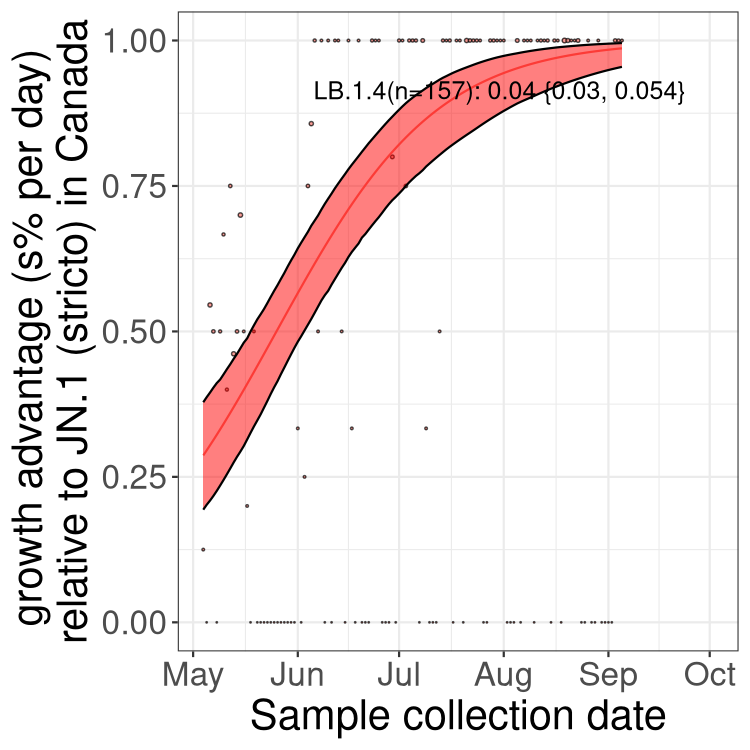 growth advantage (s% per day)
relative to JN.1 (stricto) in Canada
1.00
0.75
0.50
0.25
0.00
LB.1.4(n=157): 0.04 {0.03, 0.054}
May Jun Jul Aug Sep Oct
Sample collection date